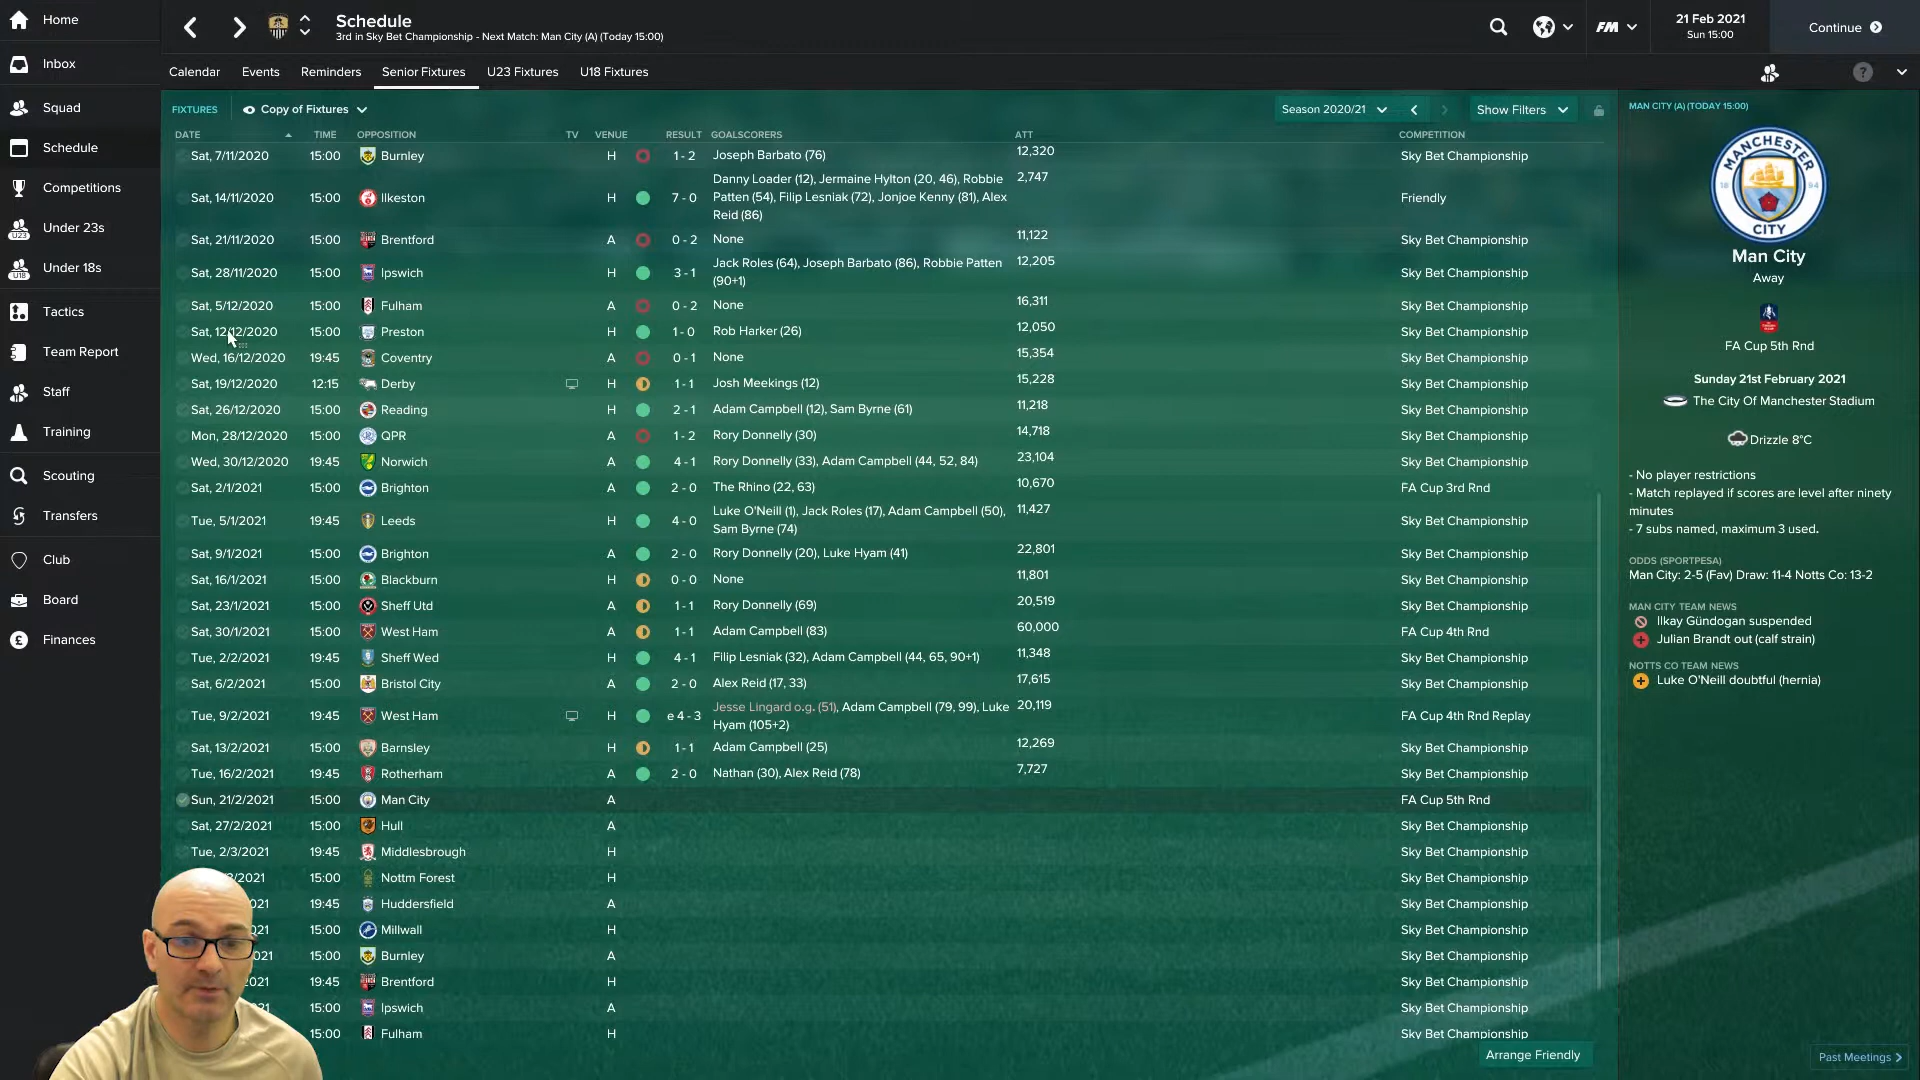 Home
Inbox
Squad
Schedule
Competitions
Under 23s
Under 18s
Tactics
Team Report
Staff
Training
Scouting
Transfers
Club
Board
Finances
Schedule
3rd in Sky Bet Championship - Next Match: Man City (A) (Today 15:00)
FM
21 Feb 2021
Sun 15:00
Continue
Calendar Events Reminders Senior Fixtures U23 Fixtures U18 Fixtures
FIXTURES Copy of Fixtures Season 2020/21 Show Filters
DATE TIME OPPOSITION TV VENUE RESULT GOALSCORERS ATT COMPETITION
Sat, 7/11/2020 15:00 Burnley H 1 - 2 Joseph Barbato (76) 12,320 Sky Bet Championship
Sat, 14/11/2020 15:00 Ilkeston H 7 - 0 Danny Loader (12), Jermaine Hylton (20, 46), Robbie 2,747 Friendly
Patten (54), Filip Lesniak (72), Jonjoe Kenny (81), Alex
Reid (86)
Sat, 21/11/2020 15:00 Brentford A 0 - 2 None 11,122 Sky Bet Championship
Sat, 28/11/2020 15:00 Ipswich H 3 - 1 Jack Roles (64), Joseph Barbato (86), Robbie Patten 12,205 Sky Bet Championship
(90+1)
Sat, 5/12/2020 15:00 Fulham A 0 - 2 None 16,311 Sky Bet Championship
Sat, 12/12/2020 15:00 Preston H 1 - 0 Rob Harker (26) 12,050 Sky Bet Championship
Wed, 16/12/2020 19:45 Coventry A 0 - 1 None 15,354 Sky Bet Championship
Sat, 19/12/2020 12:15 Derby H 1 - 1 Josh Meekings (12) 15,228 Sky Bet Championship
Sat, 26/12/2020 15:00 Reading H 2 - 1 Adam Campbell (12), Sam Byrne (61) 11,218 Sky Bet Championship
Mon, 28/12/2020 15:00 QPR A 1 - 2 Rory Donnelly (30) 14,718 Sky Bet Championship
Wed, 30/12/2020 19:45 Norwich A 4 - 1 Rory Donnelly (33), Adam Campbell (44, 52, 84) 23,104 Sky Bet Championship
Sat, 2/1/2021 15:00 Brighton A 2 - 0 The Rhino (22, 63) 10,670 FA Cup 3rd Rnd
Tue, 5/1/2021 19:45 Leeds H 4 - 0 Luke O'Neill (1), Jack Roles (17), Adam Campbell (50), 11,427 Sky Bet Championship
Sam Byrne (74)
Sat, 9/1/2021 15:00 Brighton A 2 - 0 Rory Donnelly (20), Luke Hyam (41) 22,801 Sky Bet Championship
Sat, 16/1/2021 15:00 Blackburn H 0 - 0 None 11,801 Sky Bet Championship
Sat, 23/1/2021 15:00 Sheff Utd A 1 - 1 Rory Donnelly (69) 20,519 Sky Bet Championship
Sat, 30/1/2021 15:00 West Ham A 1 - 1 Adam Campbell (83) 60,000 FA Cup 4th Rnd
Tue, 2/2/2021 19:45 Sheff Wed H 4 - 1 Filip Lesniak (32), Adam Campbell (44, 65, 90+1) 11,348 Sky Bet Championship
Sat, 6/2/2021 15:00 Bristol City A 2 - 0 Alex Reid (17, 33) 17,615 Sky Bet Championship
Tue, 9/2/2021 19:45 West Ham H e 4 - 3 Jesse Lingard o.g. (51), Adam Campbell (79, 99), Luke 20,119 FA Cup 4th Rnd Replay
Hyam (105+2)
Sat, 13/2/2021 15:00 Barnsley H 1 - 1 Adam Campbell (25) 12,269 Sky Bet Championship
Tue, 16/2/2021 19:45 Rotherham A 2 - 0 Nathan (30), Alex Reid (78) 7,727 Sky Bet Championship
Sun, 21/2/2021 15:00 Man City A FA Cup 5th Rnd
Sat, 27/2/2021 15:00 Hull A Sky Bet Championship
Tue, 2/3/2021 19:45 Middlesbrough H Sky Bet Championship
/2021 15:00 Nottm Forest H Sky Bet Championship
021 19:45 Huddersfield A Sky Bet Championship
021 15:00 Millwall H Sky Bet Championship
021 15:00 Burnley A Sky Bet Championship
2021 19:45 Brentford H Sky Bet Championship
21 15:00 Ipswich A Sky Bet Championship
15:00 Fulham H Sky Bet Championship
Arrange Friendly
MAN CITY (A) (TODAY 15:00)
MANCHESTER
18 94
CITY
Man City
Away
FA Cup 5th Rnd
Sunday 21st February 2021
The City Of Manchester Stadium
Drizzle 8°C
- No player restrictions
- Match replayed if scores are level after ninety
minutes
- 7 subs named, maximum 3 used.
ODDS (SPORTPESA)
Man City: 2-5 (Fav) Draw: 11-4 Notts Co: 13-2
MAN CITY TEAM NEWS
Ilkay Gündogan suspended
Julian Brandt out (calf strain)
NOTTS CO TEAM NEWS
Luke O'Neill doubtful (hernia)
Past Meetings